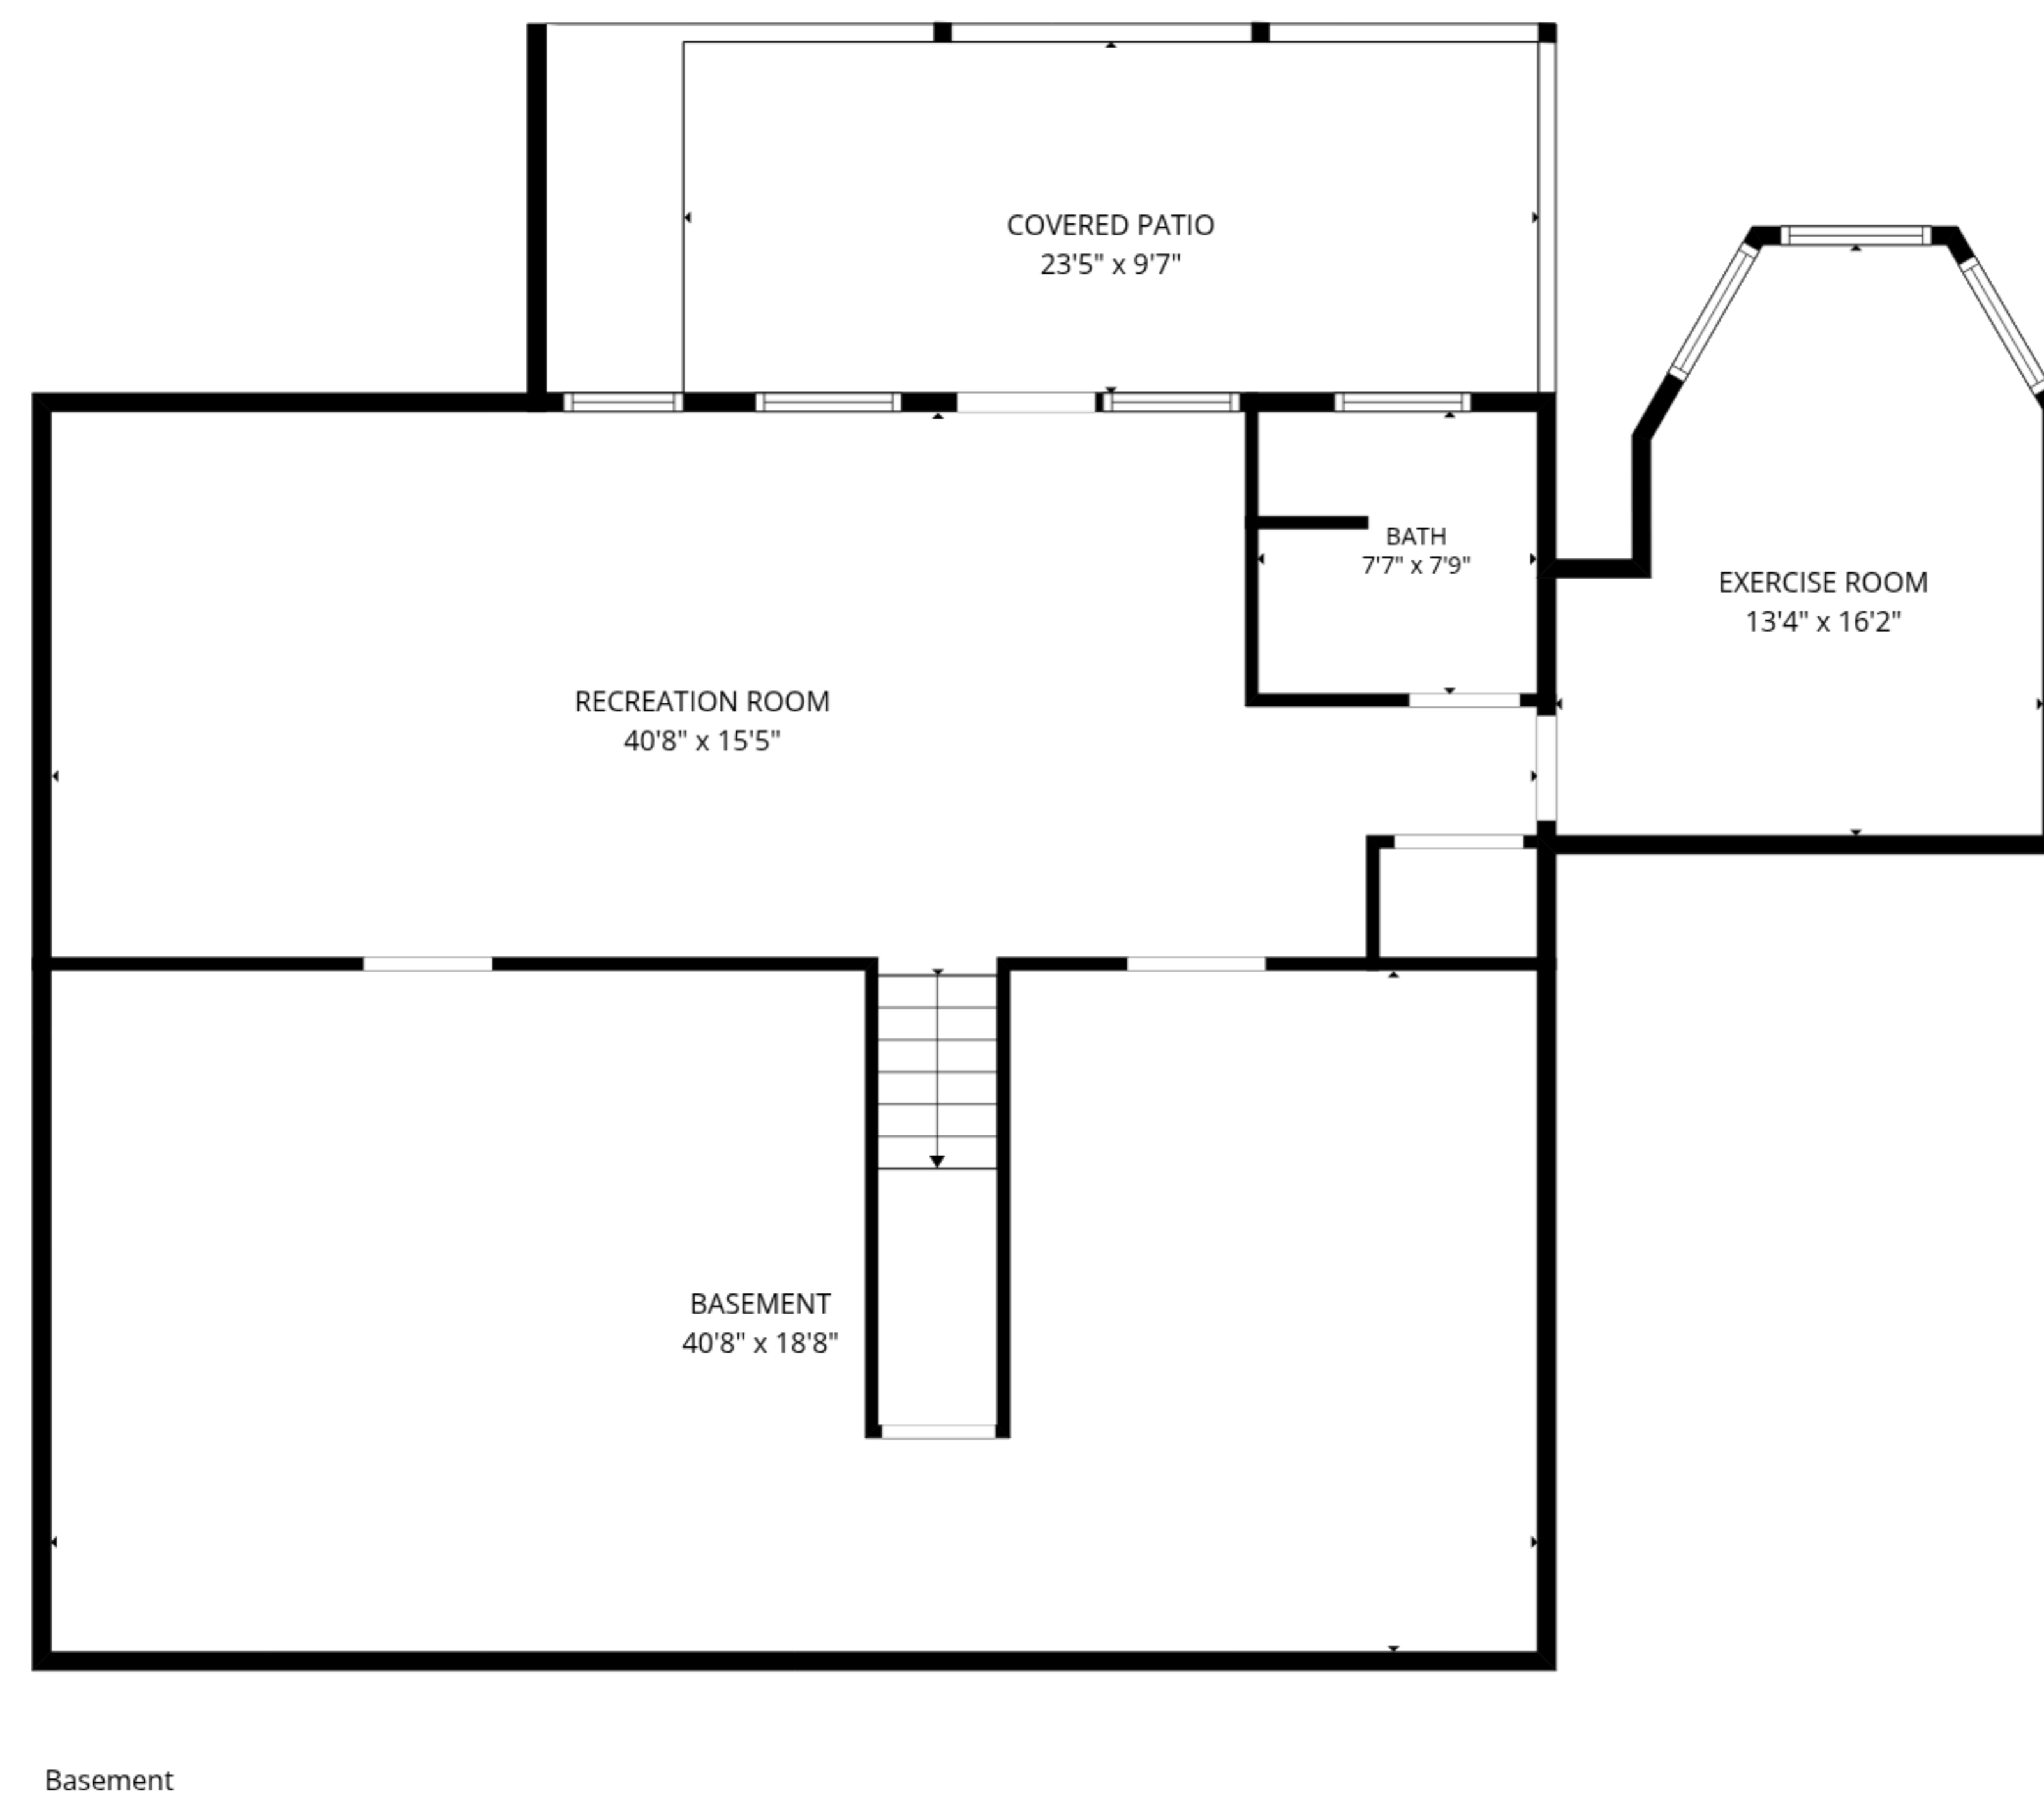 COVERED PATIO
23'5" x 9'7"
BATH
7'7" x 7'9"
EXERCISE ROOM
13'4" x 16'2"
RECREATION ROOM
40'8" x 15'5"
BASEMENT
40'8" x 18'8"
Basement